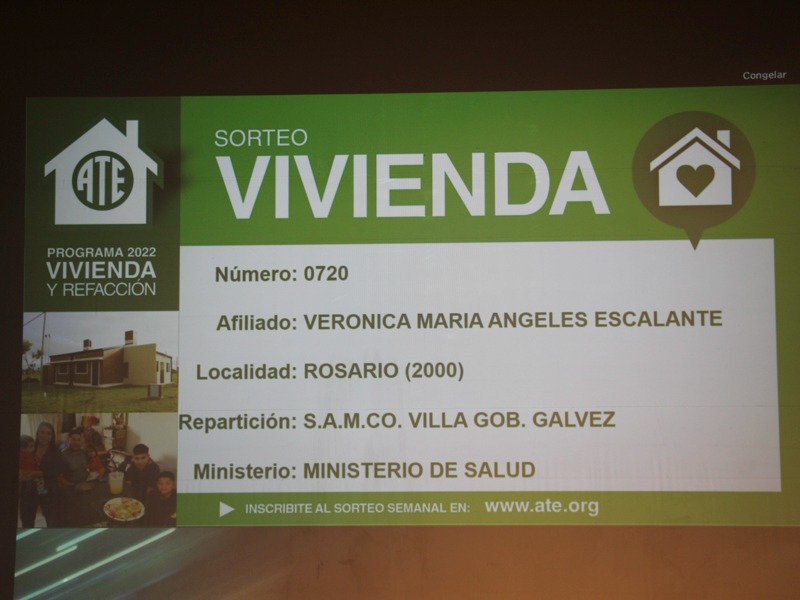 Congelar
ATE
PROGRAMA 2022
VIVIENDA
Y REFACCIÓN
SORTEO
VIVIENDA
Número: 0720
Afiliado: VERONICA MARIA ANGELES ESCALANTE
Localidad: ROSARIO (2000)
Repartición: S.A.M.CO. VILLA GOB. GALVEZ
Ministerio: MINISTERIO DE SALUD
INSCRIBITE AL SORTEO SEMANAL EN: www.ate.org